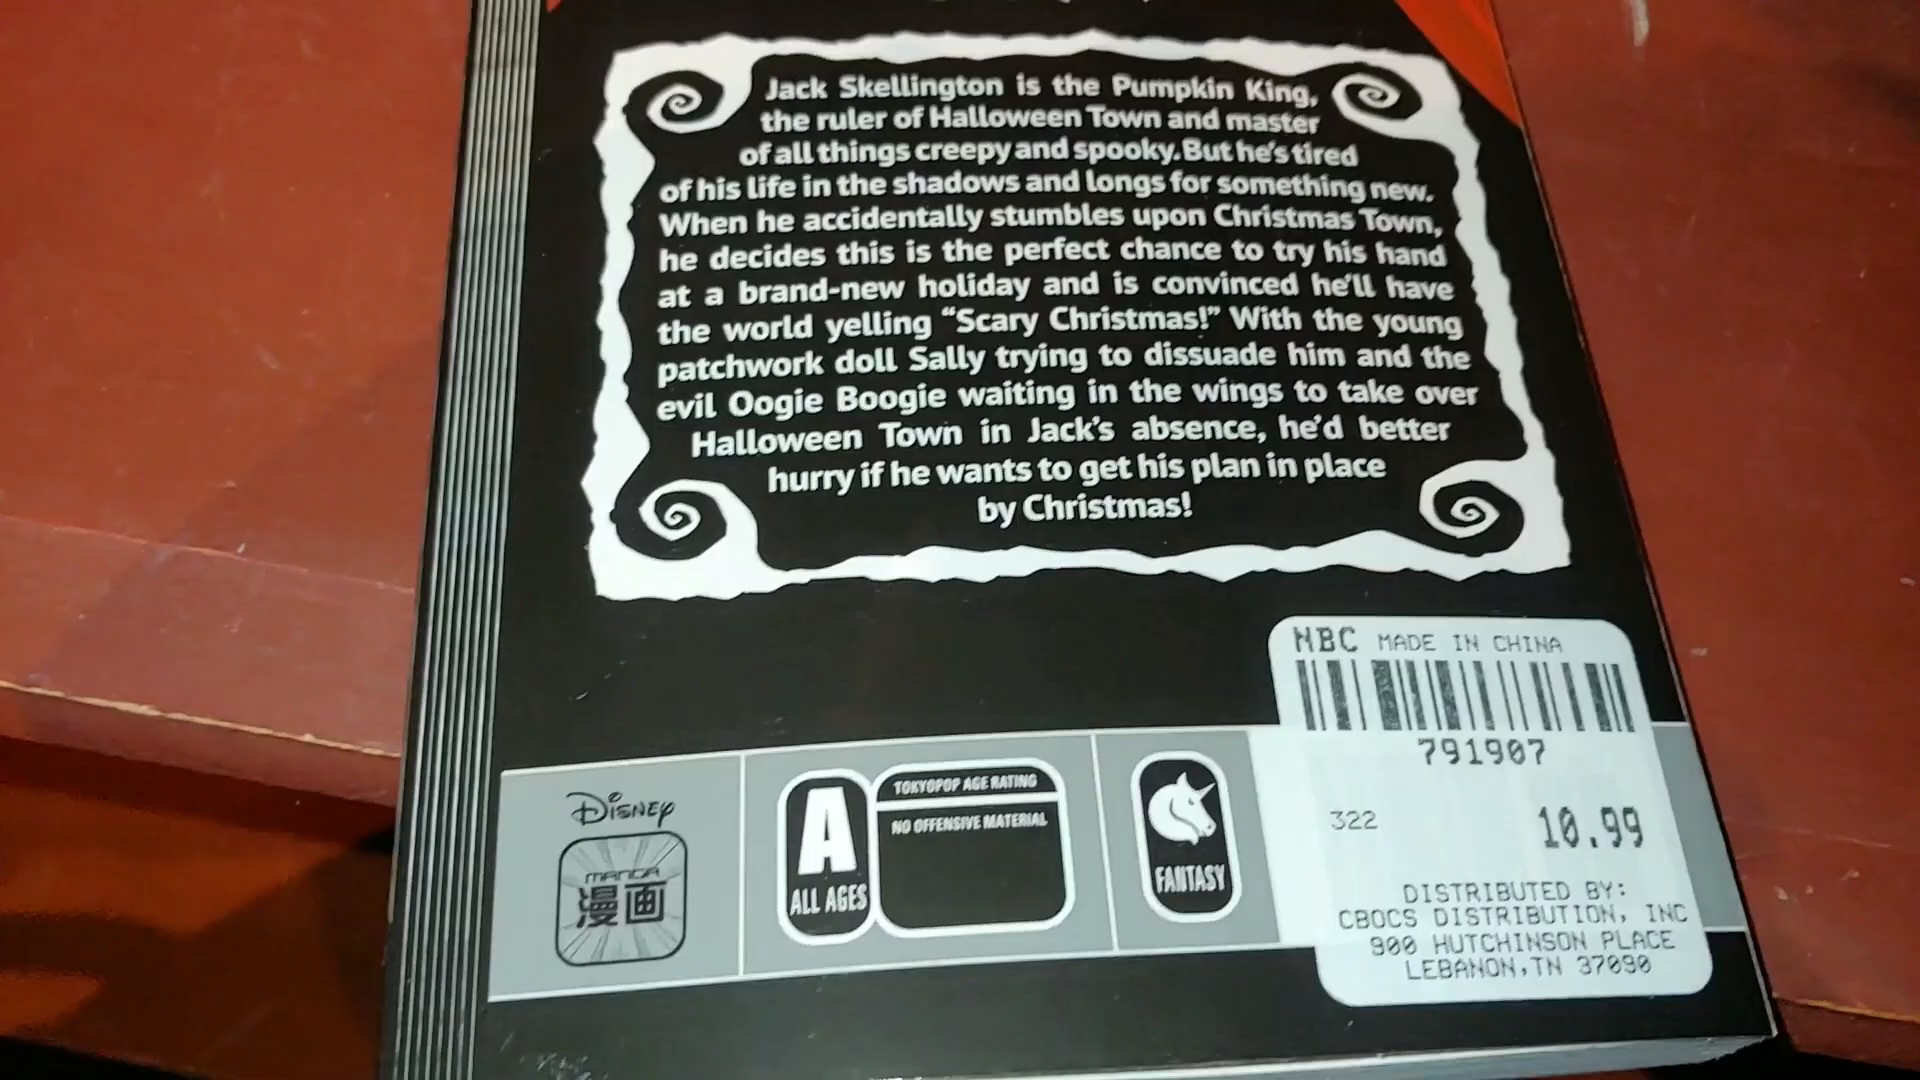 Jack Skellington is the Pumpkin King,
the ruler of Halloween Town and master
of all things creepy and spooky. But he's tired
of his life in the shadows and longs for something new.
When he accidentally stumbles upon Christmas Town,
he decides this is the perfect chance to try his hand
at a brand-new holiday and is convinced he'll have
the world yelling “Scary Christmas!” With the young
patchwork doll Sally trying to dissuade him and the
evil Oogie Boogie waiting in the wings to take over
Halloween Town in Jack's absence, he'd better
hurry if he wants to get his plan in place
by Christmas!
NBC MADE IN CHINA
791907
322 10.99
DISTRIBUTED BY:
CBOCS DISTRIBUTION, INC
900 HUTCHINSON PLACE
LEBANON, TN 37090
DISNEY
MANGA
漫画
A
ALL AGES
TOKYOPOP AGE RATING
NO OFFENSIVE MATERIAL
FANTASY